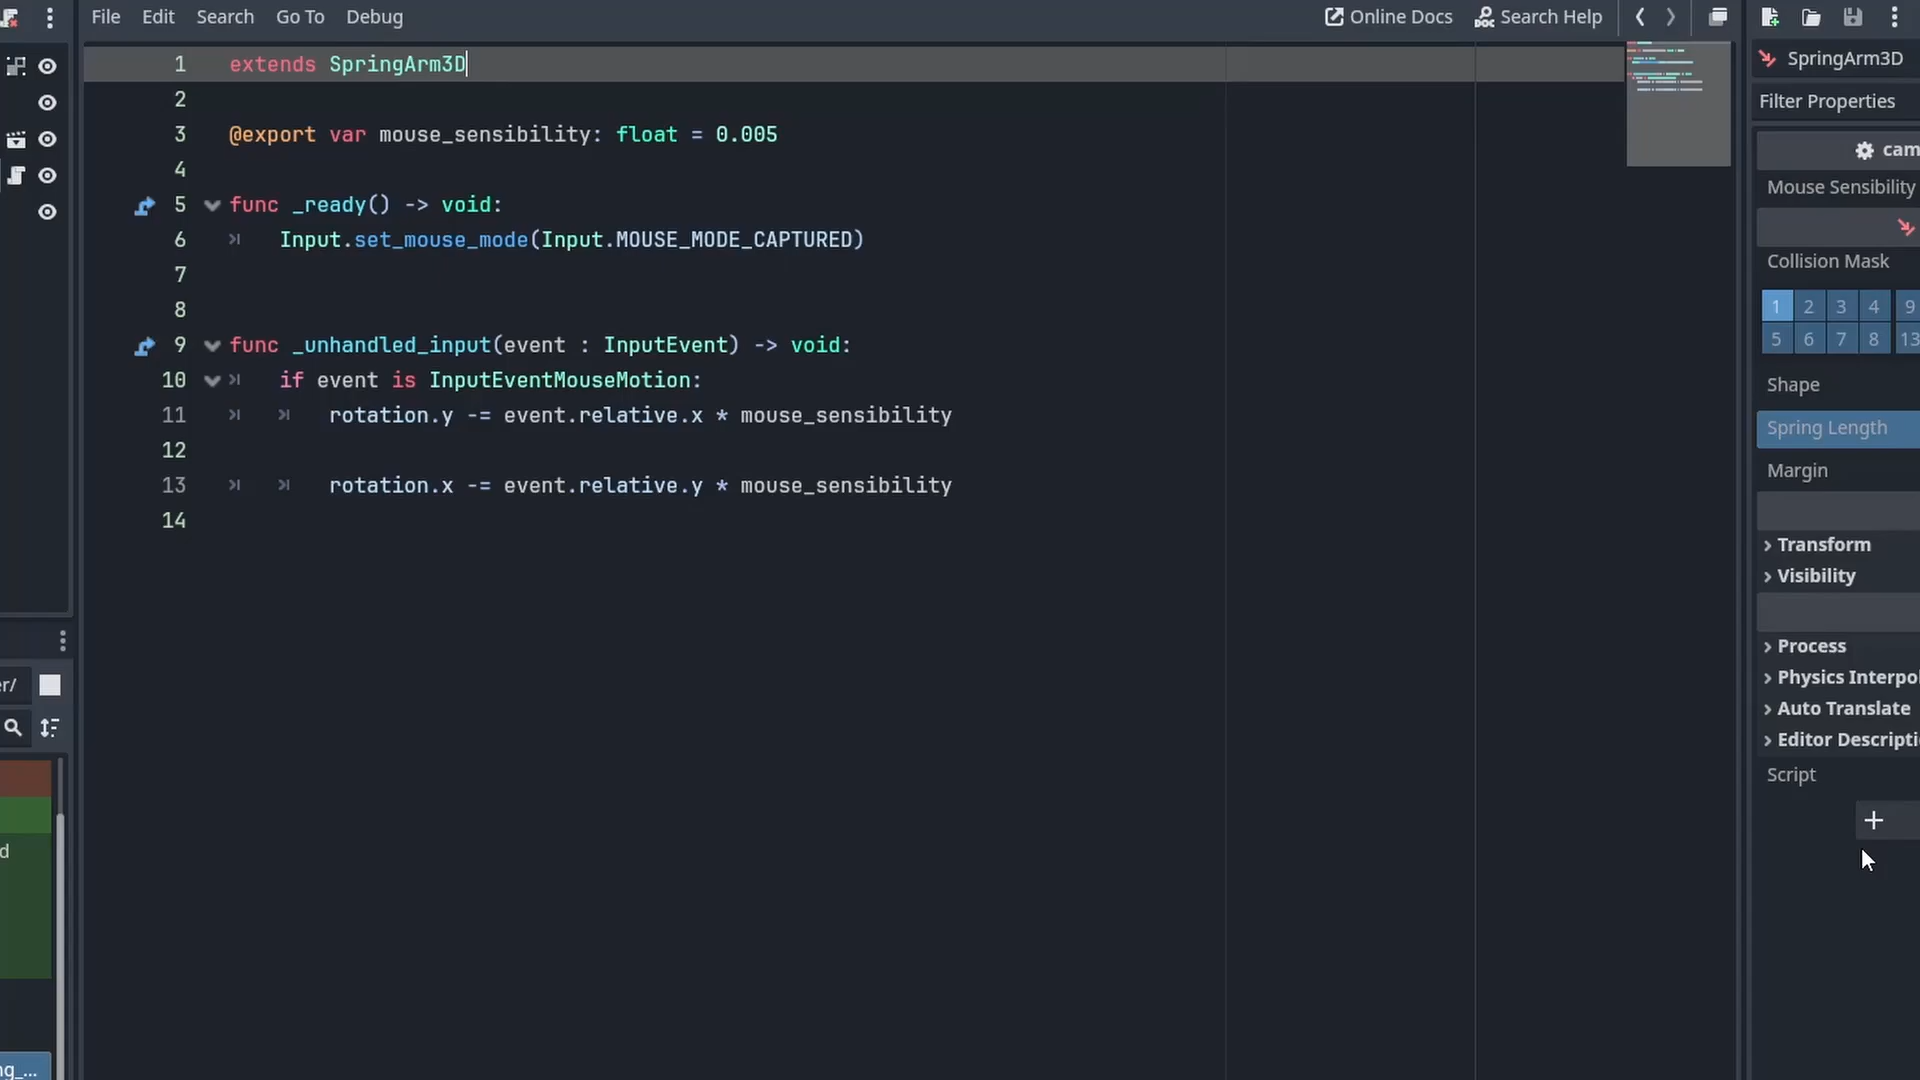 File Edit Search Go To Debug Online Docs Search Help
1 extends SpringArm3D
2
3 @export var mouse_sensibility: float = 0.005
4
5 func _ready() -> void:
6 Input.set_mouse_mode(Input.MOUSE_MODE_CAPTURED)
7
8
9 func _unhandled_input(event : InputEvent) -> void:
10 if event is InputEventMouseMotion:
11 rotation.y -= event.relative.x * mouse_sensibility
12
13 rotation.x -= event.relative.y * mouse_sensibility
14
er/
d
ng_...
SpringArm3D
Filter Properties
cam
Mouse Sensibility
Collision Mask
1 2 3 4 9
5 6 7 8 13
Shape
Spring Length
Margin
Transform
Visibility
Process
Physics Interpol
Auto Translate
Editor Descripti
Script